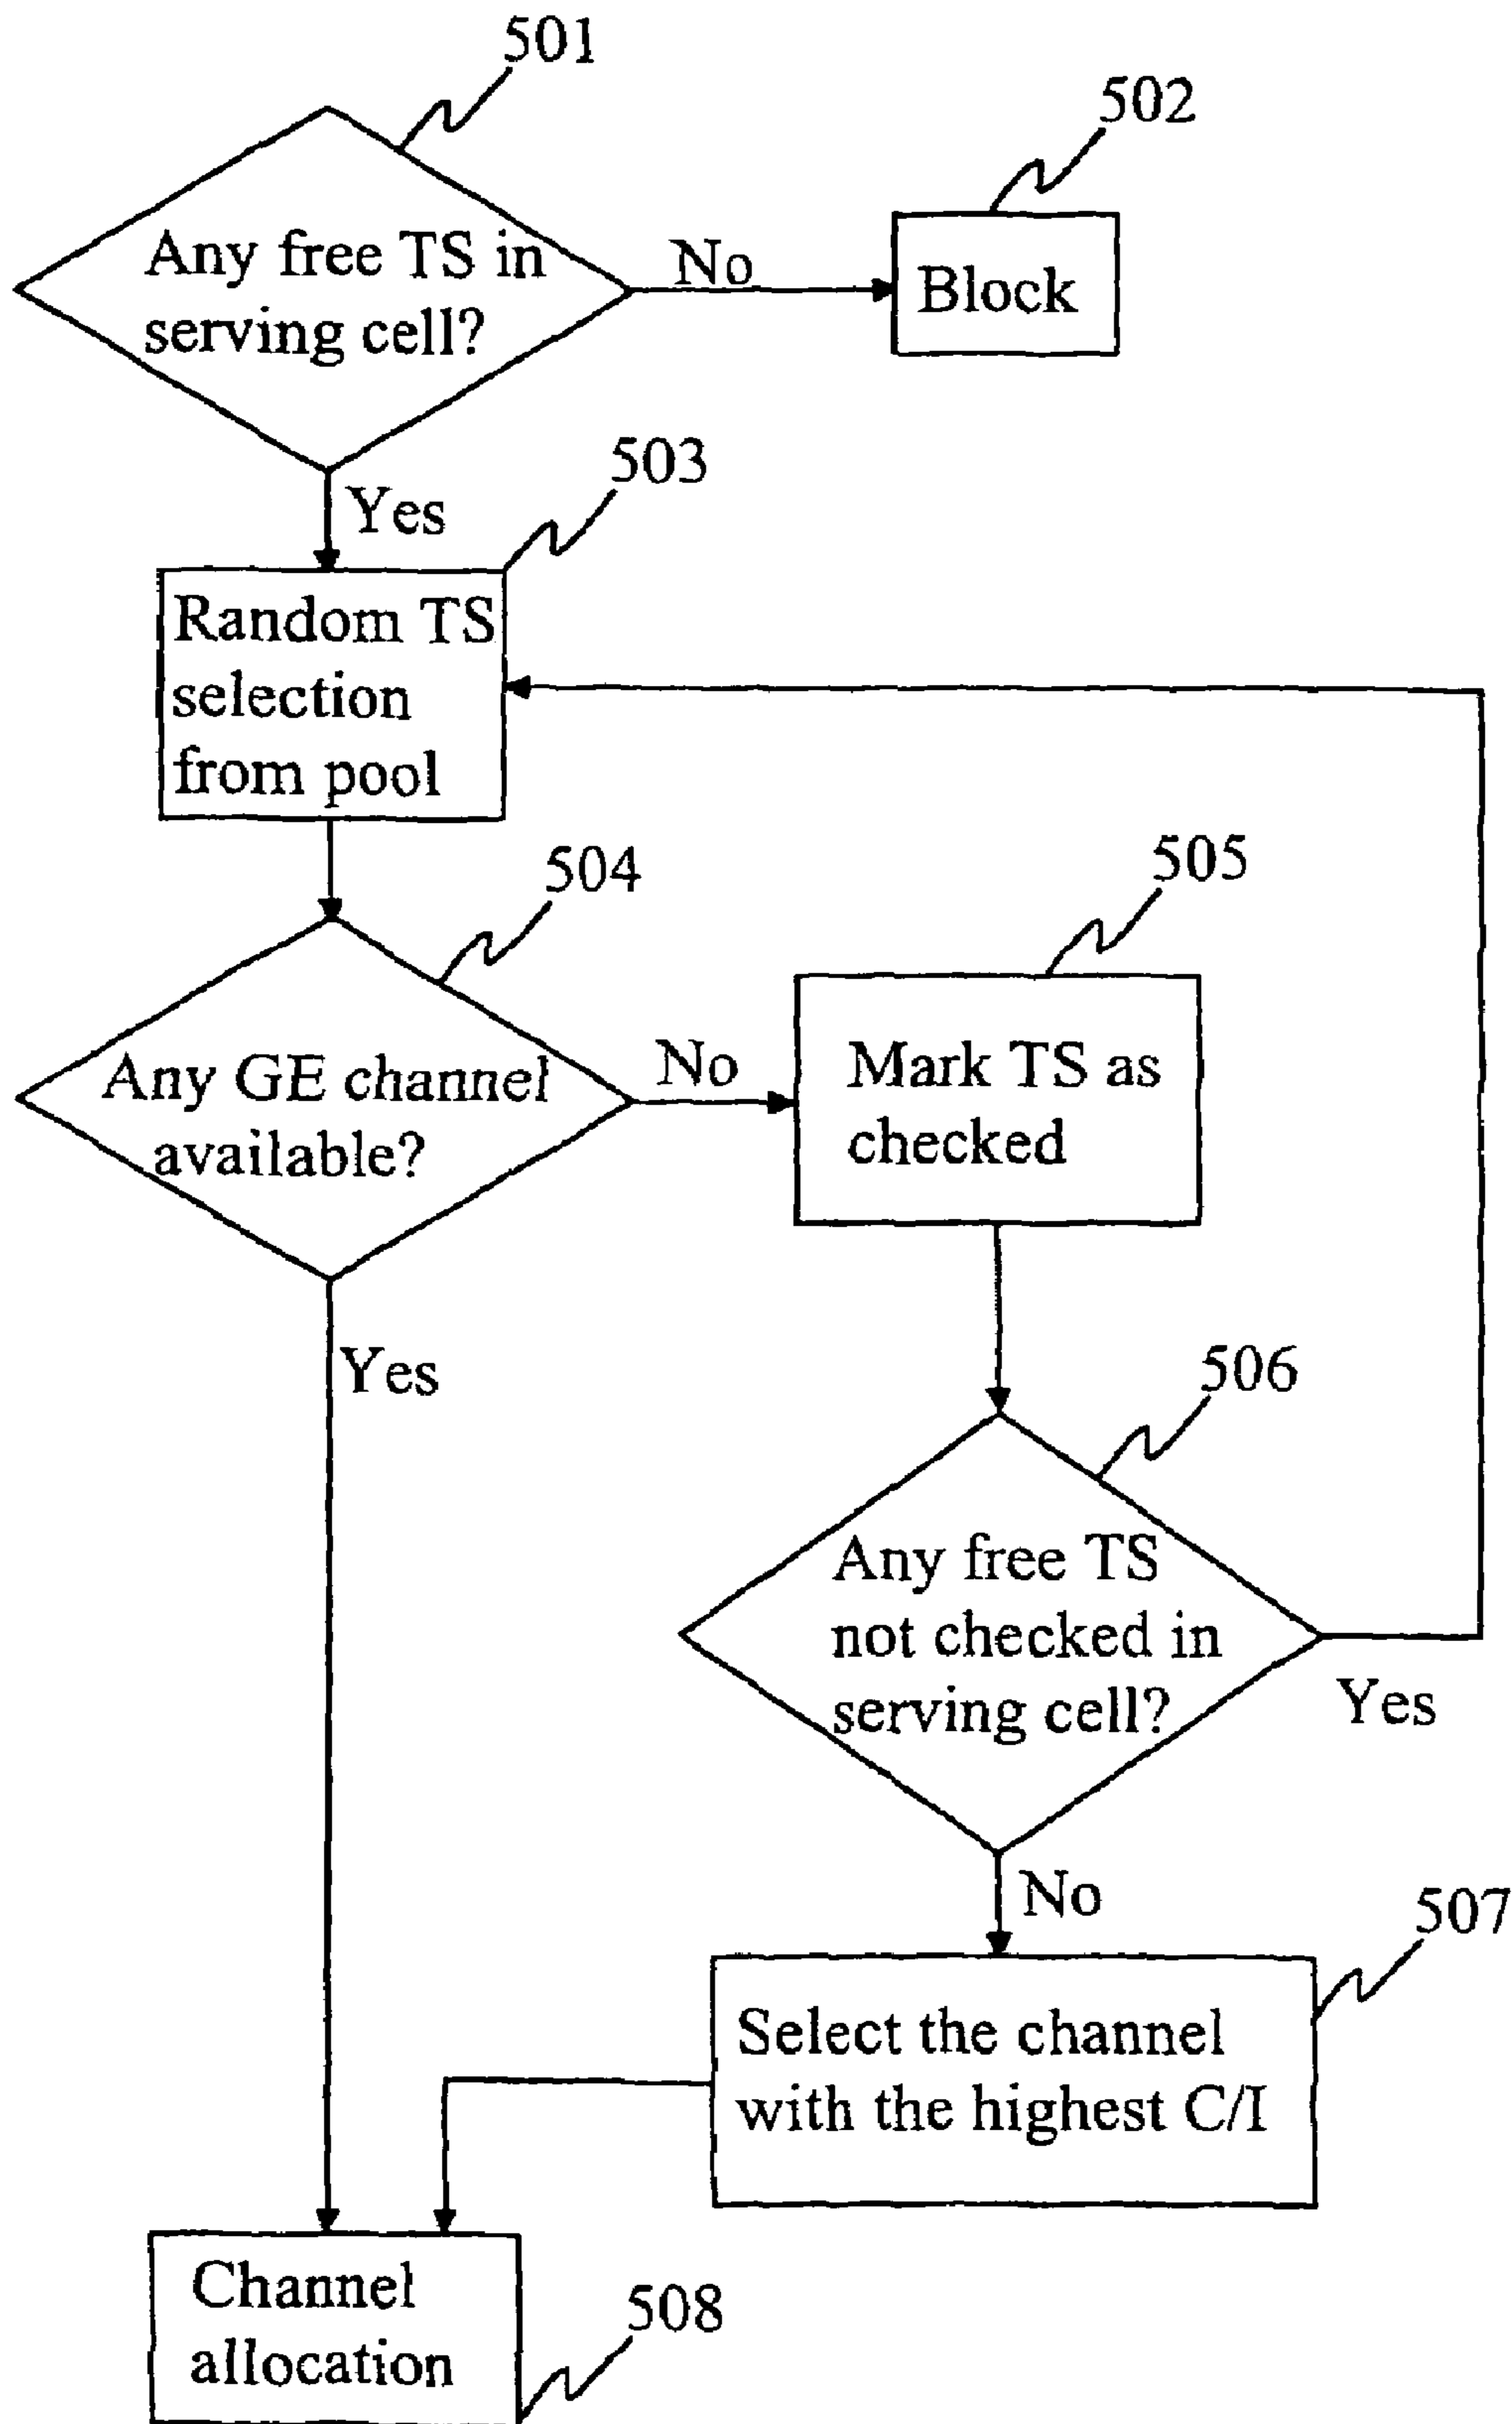 501
502
Any free TS in
serving cell?
No
Block
Yes
503
Random TS
selection
from pool
504
505
Any GE channel
available?
No
Mark TS as
checked
Yes
506
Any free TS
not checked in
serving cell?
Yes
No
507
Select the channel
with the highest C/I
Channel
allocation
508